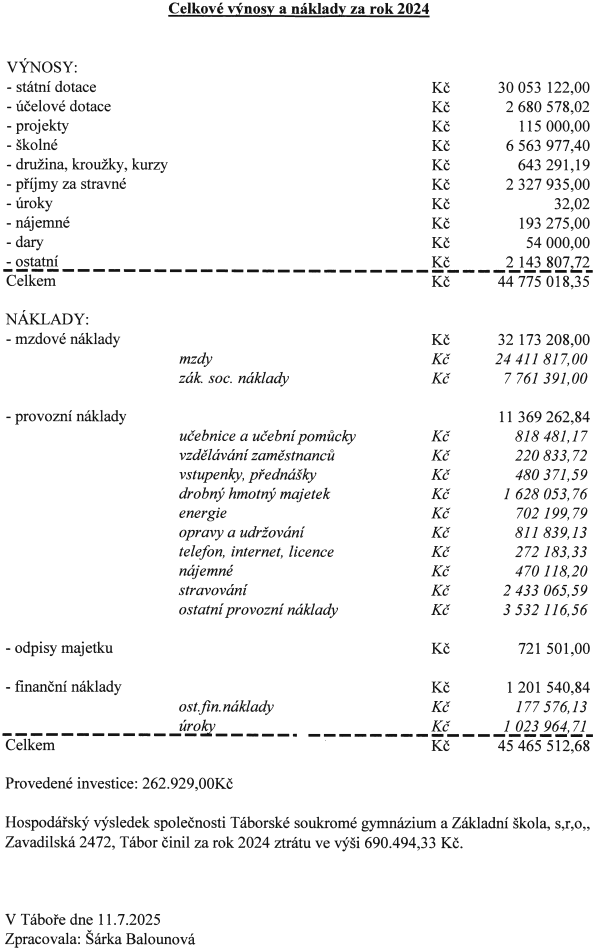 Celkové výnosy a náklady za rok 2024
VÝNOSY:
- státní dotace Kč 30 053 122,00
- účelové dotace Kč 2 680 578,02
- projekty Kč 115 000,00
- školné Kč 6 563 977,40
- družina, kroužky, kurzy Kč 643 291,19
- příjmy za stravné Kč 2 327 935,00
- úroky Kč 32,02
- nájemné Kč 193 275,00
- dary Kč 54 000,00
- ostatní Kč 2 143 807,72
Celkem Kč 44 775 018,35
NÁKLADY:
- mzdové náklady Kč 32 173 208,00
mzdy Kč 24 411 817,00
zák. soc. náklady Kč 7 761 391,00
- provozní náklady 11 369 262,84
učebnice a učební pomůcky Kč 818 481,17
vzdělávání zaměstnanců Kč 220 833,72
vstupenky, přednášky Kč 480 371,59
drobný hmotný majetek Kč 1 628 053,76
energie Kč 702 199,79
opravy a udržování Kč 811 839,13
telefon, internet, licence Kč 272 183,33
nájemné Kč 470 118,20
stravování Kč 2 433 065,59
ostatní provozní náklady Kč 3 532 116,56
- odpisy majetku Kč 721 501,00
- finanční náklady Kč 1 201 540,84
ost.fin.náklady Kč 177 576,13
úroky Kč 1 023 964,71
Celkem Kč 45 465 512,68
Provedené investice: 262.929,00Kč
Hospodářský výsledek společnosti Táborské soukromé gymnázium a Základní škola, s,r,o,,
Zavadilská 2472, Tábor činil za rok 2024 ztrátu ve výši 690.494,33 Kč.
V Táboře dne 11.7.2025
Zpracovala: Šárka Balounová